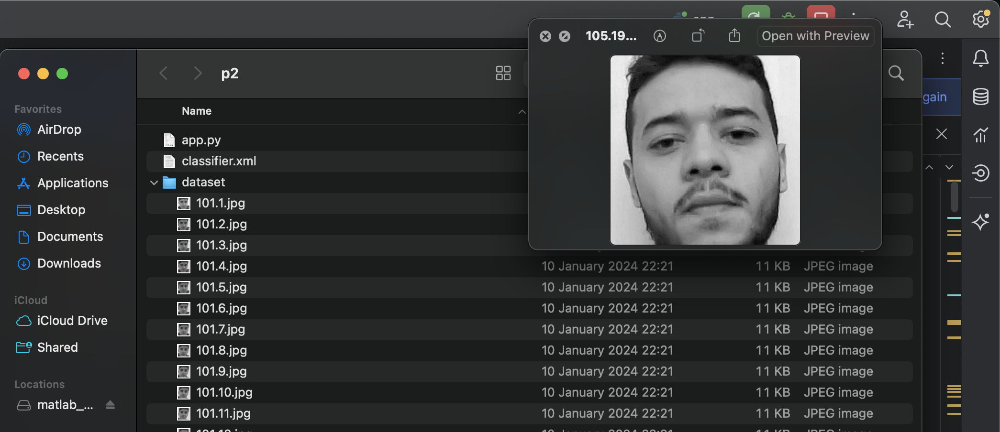 105.19...
Open with Preview
p2
gain
Favorites
AirDrop
Recents
Applications
Desktop
Documents
Downloads
iCloud
iCloud Drive
Shared
Locations
matlab_...
Name
app.py
classifier.xml
dataset
101.1.jpg
101.2.jpg
101.3.jpg
101.4.jpg 10 January 2024 22:21 11 KB JPEG image
101.5.jpg 10 January 2024 22:21 11 KB JPEG image
101.6.jpg 10 January 2024 22:21 11 KB JPEG image
101.7.jpg 10 January 2024 22:21 11 KB JPEG image
101.8.jpg 10 January 2024 22:21 11 KB JPEG image
101.9.jpg 10 January 2024 22:21 11 KB JPEG image
101.10.jpg 10 January 2024 22:21 11 KB JPEG image
101.11.jpg 10 January 2024 22:21 11 KB JPEG image